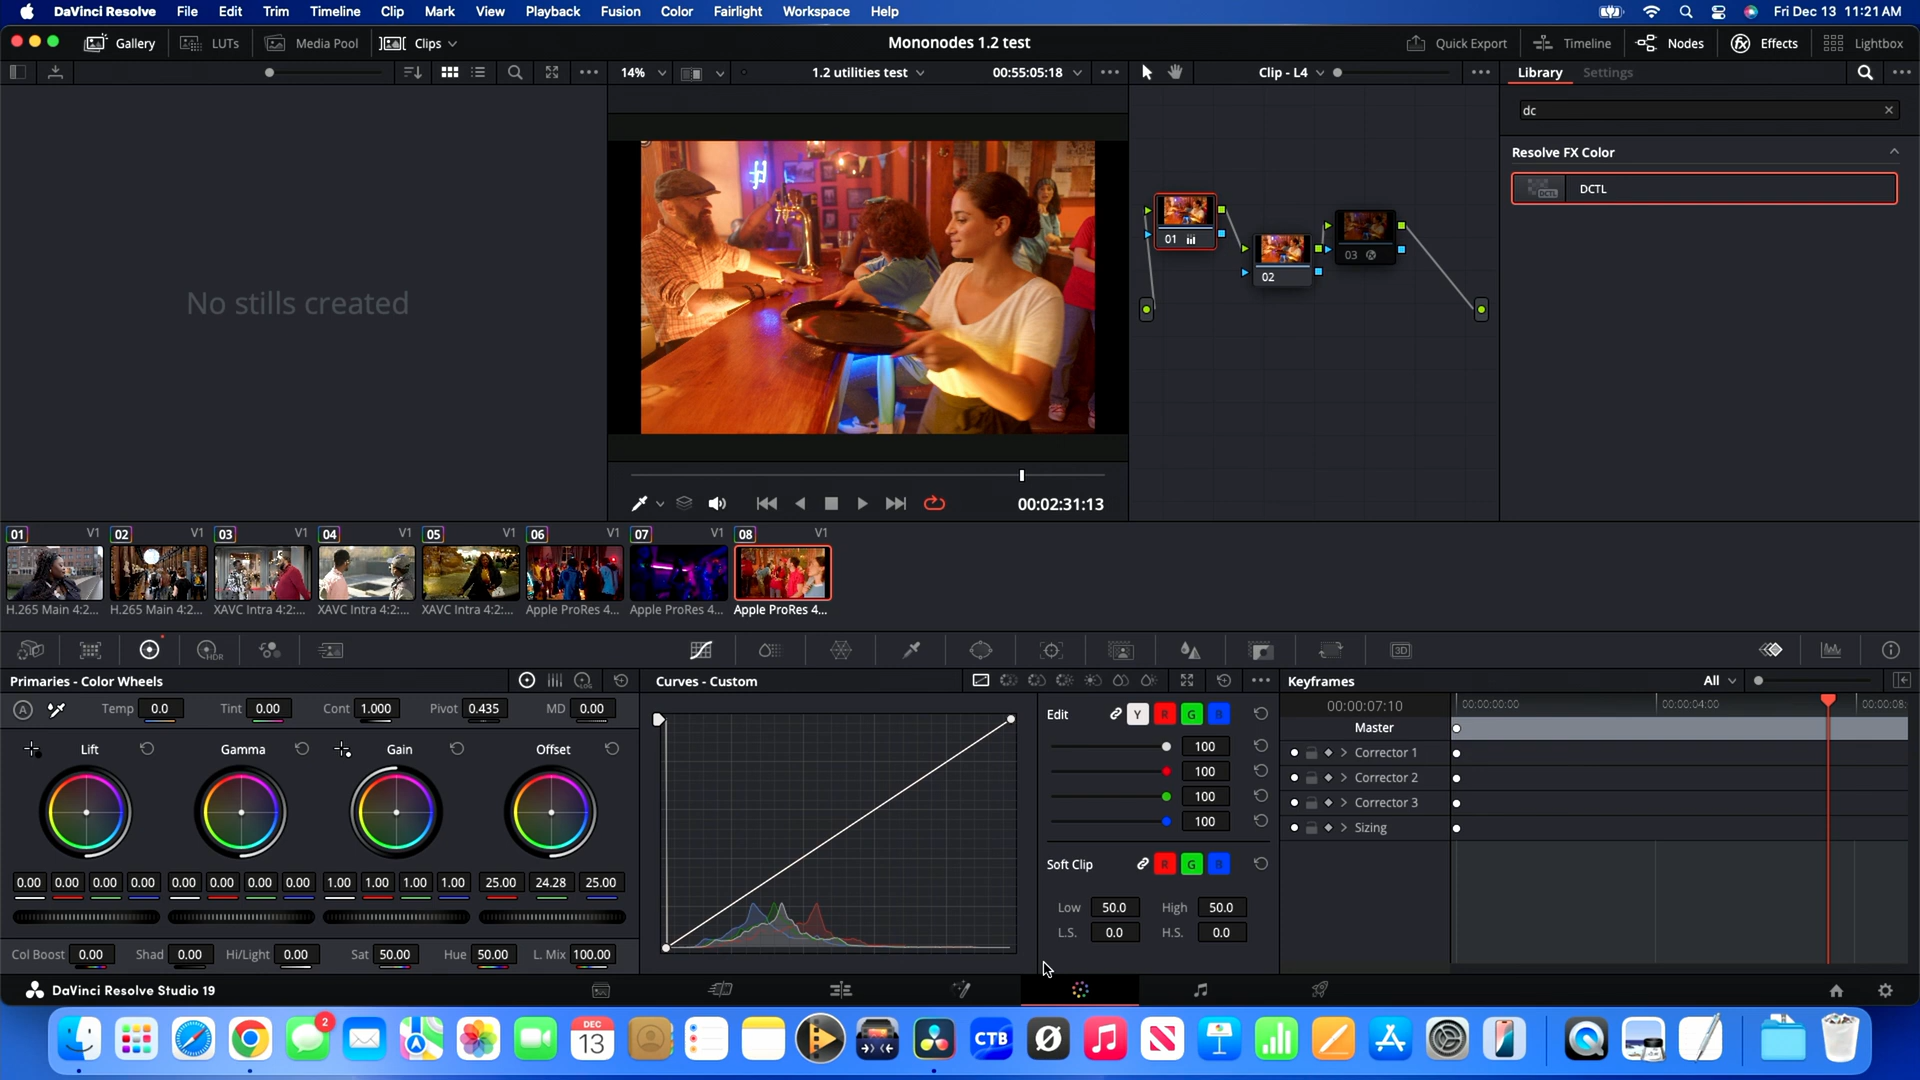 DaVinci Resolve File Edit Trim Timeline Clip Mark View Playback Fusion Color Fairlight Workspace Help Fri Dec 13 11:21 AM
Gallery LUTs Media Pool Clips Mononodes 1.2 test Quick Export Timeline Nodes Effects Lightbox
14% 1.2 utilities test 00:55:05:18 Clip - L4 Library Settings
dc
Resolve FX Color
DCTL DCTL
01
02
03
No stills created
00:02:31:13
01 V1 02 V1 03 V1 04 V1 05 V1 06 V1 07 V1 08 V1
H.265 Main 4:2... H.265 Main 4:2... XAVC Intra 4:2:... XAVC Intra 4:2:... XAVC Intra 4:2:... Apple ProRes 4... Apple ProRes 4... Apple ProRes 4...
HDR 3D
Primaries - Color Wheels Curves - Custom Keyframes All
A Temp 0.0 Tint 0.00 Cont 1.000 Pivot 0.435 MD 0.00
Edit Y R G B
00:00:07:10 00:00:00:00 00:00:04:00 00:00:08:
Master
Lift Gamma Gain Offset
100
100
100
100
Corrector 1
Corrector 2
Corrector 3
Sizing
Soft Clip R G B
0.00 0.00 0.00 0.00 0.00 0.00 0.00 0.00 1.00 1.00 1.00 1.00 25.00 24.28 25.00
Low 50.0 High 50.0
L.S. 0.0 H.S. 0.0
Col Boost 0.00 Shad 0.00 Hi/Light 0.00 Sat 50.00 Hue 50.00 L. Mix 100.00
DaVinci Resolve Studio 19
2
DEC
13
CTB